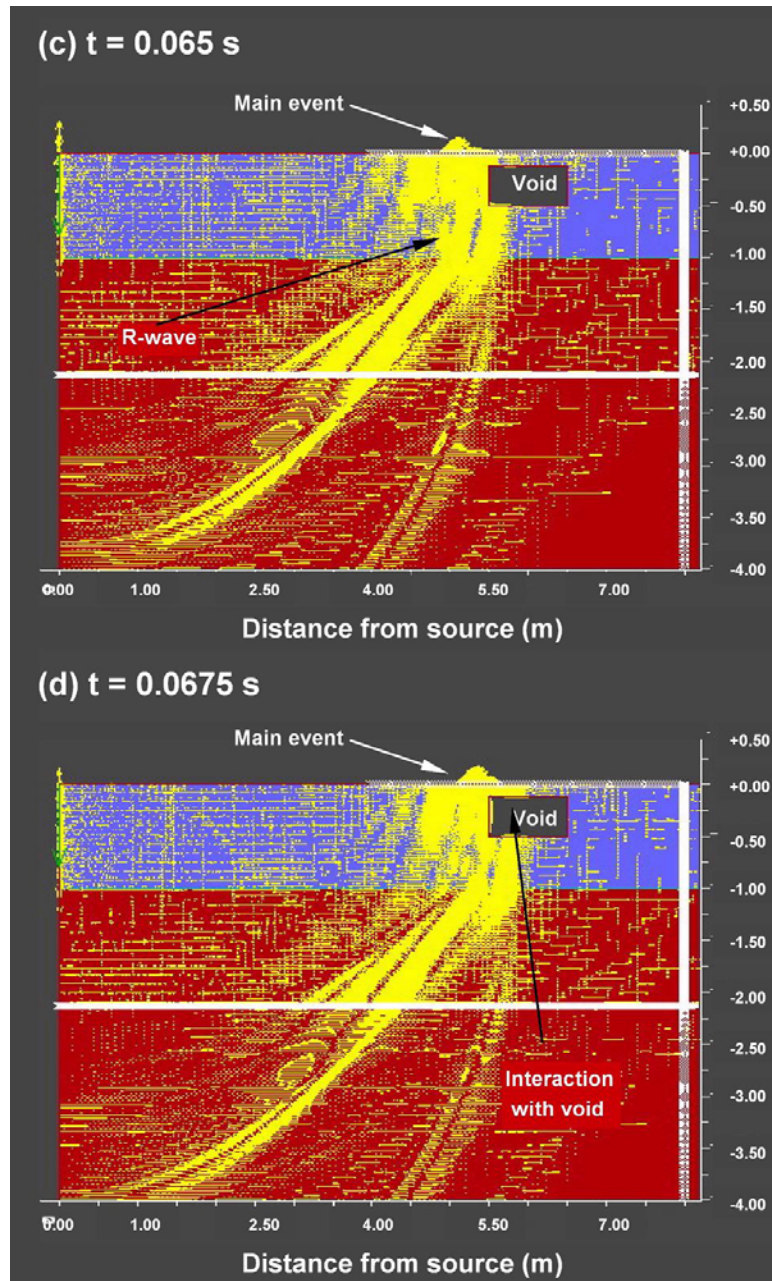 (c) t = 0.065 s
Main event
+0.50
+0.00
Void
-0.50
-1.00
R-wave
-1.50
-2.00
-2.50
-3.00
-3.50
-4.00
0.00 1.00 2.50 4.00 5.50 7.00
Distance from source (m)
(d) t = 0.0675 s
Main event
+0.50
+0.00
Void
-0.50
-1.00
-1.50
-2.00
-2.50
Interaction
with void
-3.00
-3.50
-4.00
0.00 1.00 2.50 4.00 5.50 7.00
Distance from source (m)